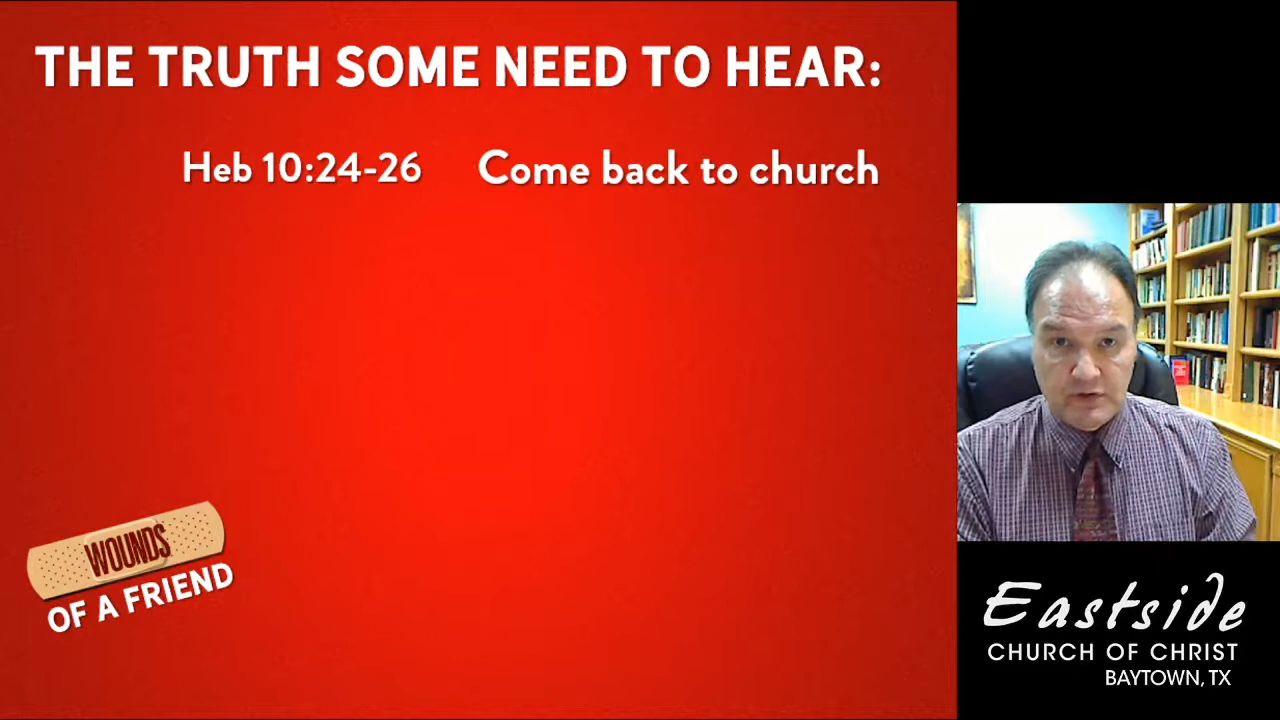 THE TRUTH SOME NEED TO HEAR:
Heb 10:24-26 Come back to church
WOUNDS
OF A FRIEND
Eastside
CHURCH OF CHRIST
BAYTOWN, TX